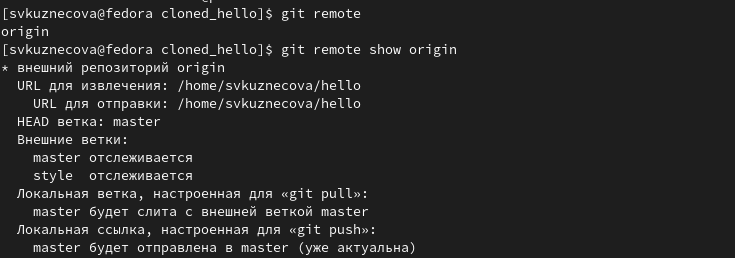 [svkuznecova@fedora cloned_hello]$ git remote
origin
[svkuznecova@fedora cloned_hello]$ git remote show origin
* внешний репозиторий origin
  URL для извлечения: /home/svkuznecova/hello
    URL для отправки: /home/svkuznecova/hello
  HEAD ветка: master
  Внешние ветки:
    master отслеживается
    style  отслеживается
  Локальная ветка, настроенная для «git pull»:
    master будет слита с внешней веткой master
  Локальная ссылка, настроенная для «git push»:
    master будет отправлена в master (уже актуальна)